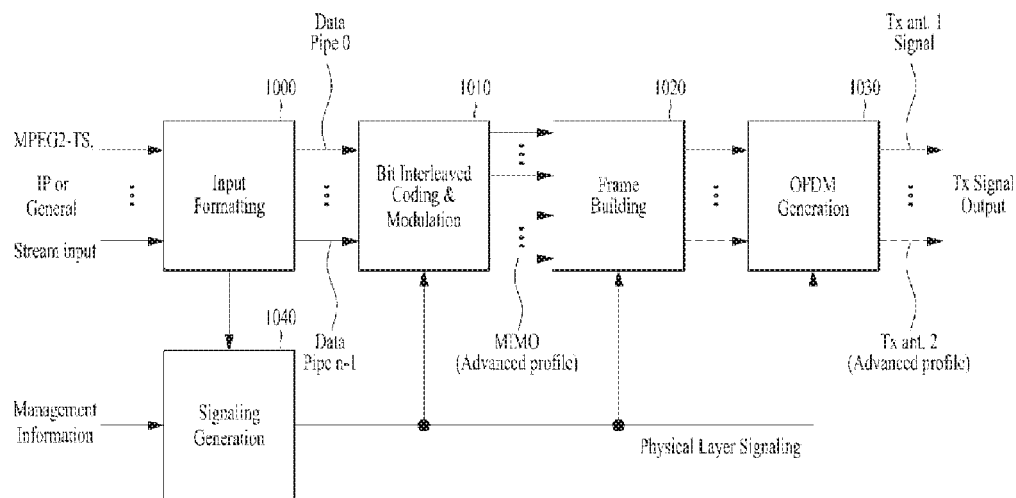 Data
Pipe 0
Tx ant. 1
Signal
1000
1010
1020
1030
MPEG2-TS,
IP or
General
Stream input
Input
Formatting
Bit Interleaved
Coding &
Modulation
Frame
Building
OFDM
Generation
Tx Signal
Output
1040
Data
Pipe n-1
MIMO
(Advanced profile)
Tx ant. 2
(Advanced profile)
Management
Information
Signaling
Generation
Physical Layer Signaling